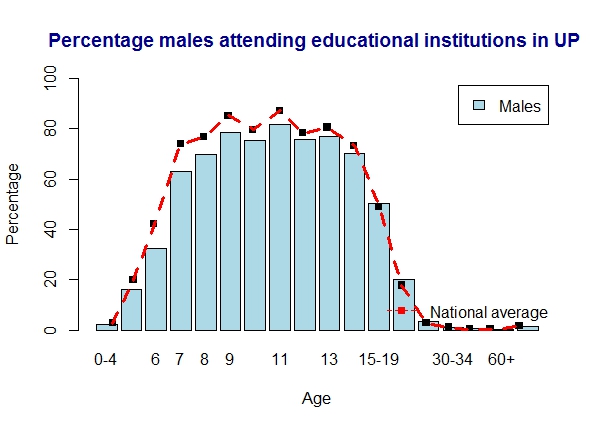 Percentage males attending educational institutions in UP
Males
Percentage
100
80
60
40
20
0
National average
0-4 6 7 8 9 11 13 15-19 30-34 60+
Age